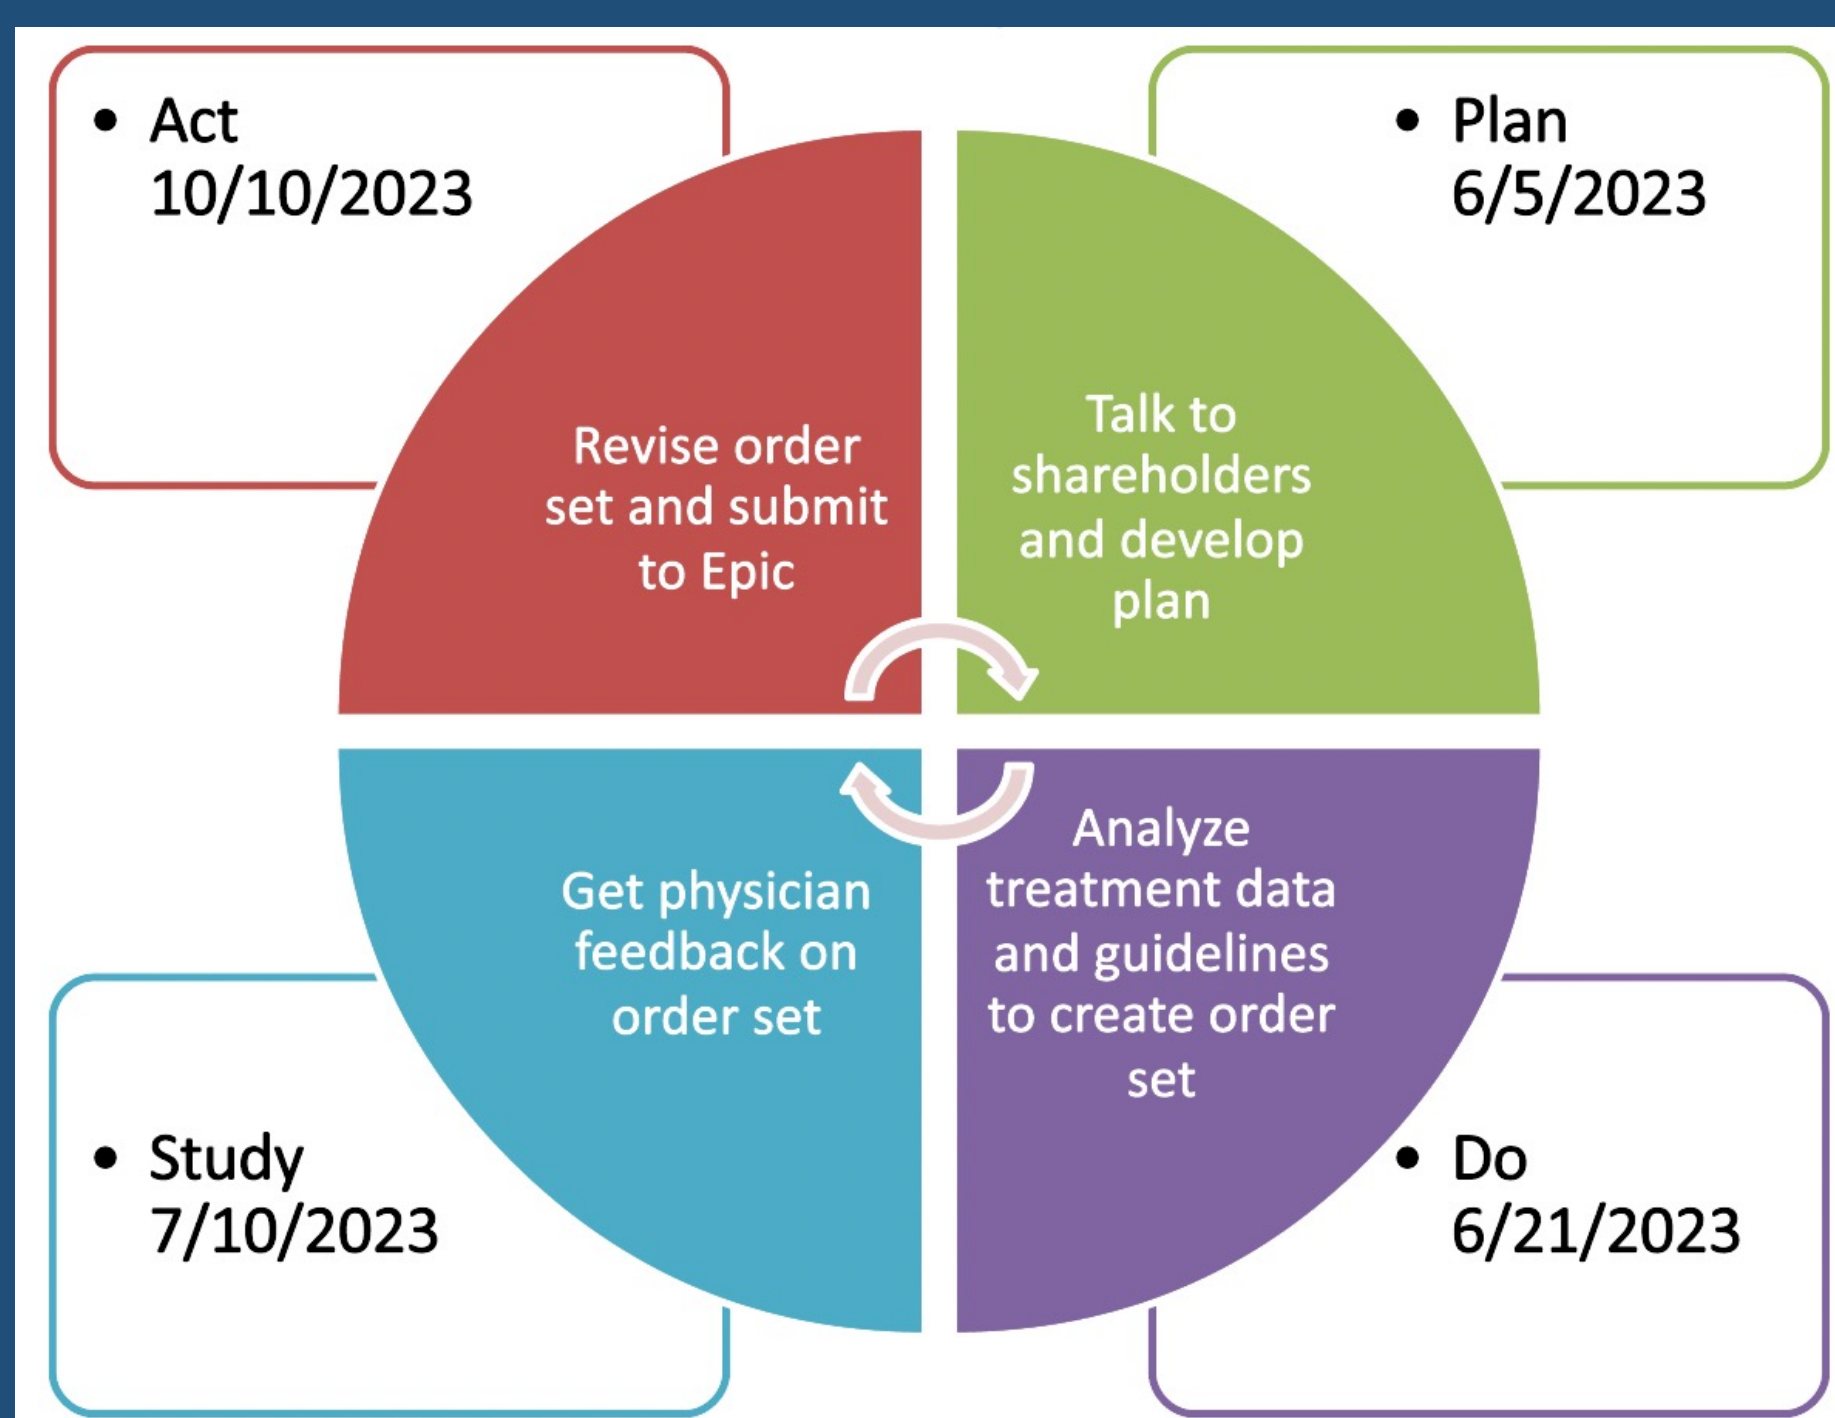 • Act
10/10/2023
• Plan
6/5/2023
Revise order
set and submit
to Epic
Talk to
shareholders
and develop
plan
Get physician
feedback on
order set
Analyze
treatment data
and guidelines
to create order
set
• Study
7/10/2023
• Do
6/21/2023